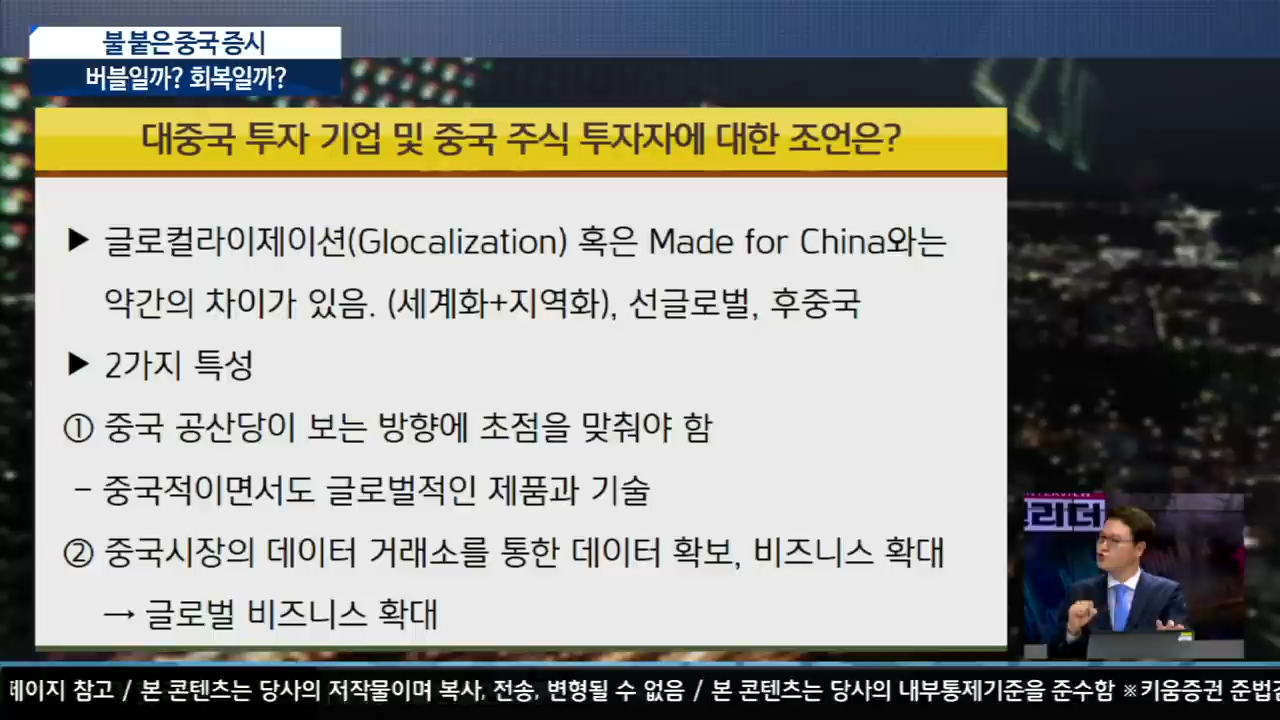 불붙은 중국 증시
버블일까? 회복일까?
대중국 투자 기업 및 중국 주식 투자자에 대한 조언은?
▶ 글로컬라이제이션(Glocalization) 혹은 Made for China와는
약간의 차이가 있음. (세계화+지역화), 선글로벌, 후중국
▶ 2가지 특성
① 중국 공산당이 보는 방향에 초점을 맞춰야 함
- 중국적이면서도 글로벌적인 제품과 기술
② 중국시장의 데이터 거래소를 통한 데이터 확보, 비즈니스 확대
→ 글로벌 비즈니스 확대
INTERVIEW
리더
페이지 참고 / 본 콘텐츠는 당사의 저작물이며 복사, 전송, 변형될 수 없음 / 본 콘텐츠는 당사의 내부통제기준을 준수함 ※키움증권 준법